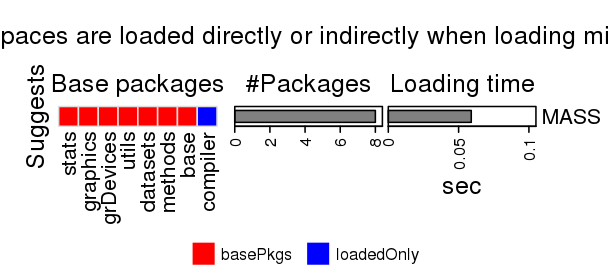 paces are loaded directly or indirectly when loading mi
Base packages
#Packages
Loading time
Suggests
MASS
0 2 4 6 8
0 0.05 0.1
stats
graphics
grDevices
utils
datasets
methods
base
compiler
sec
basePkgs
loadedOnly